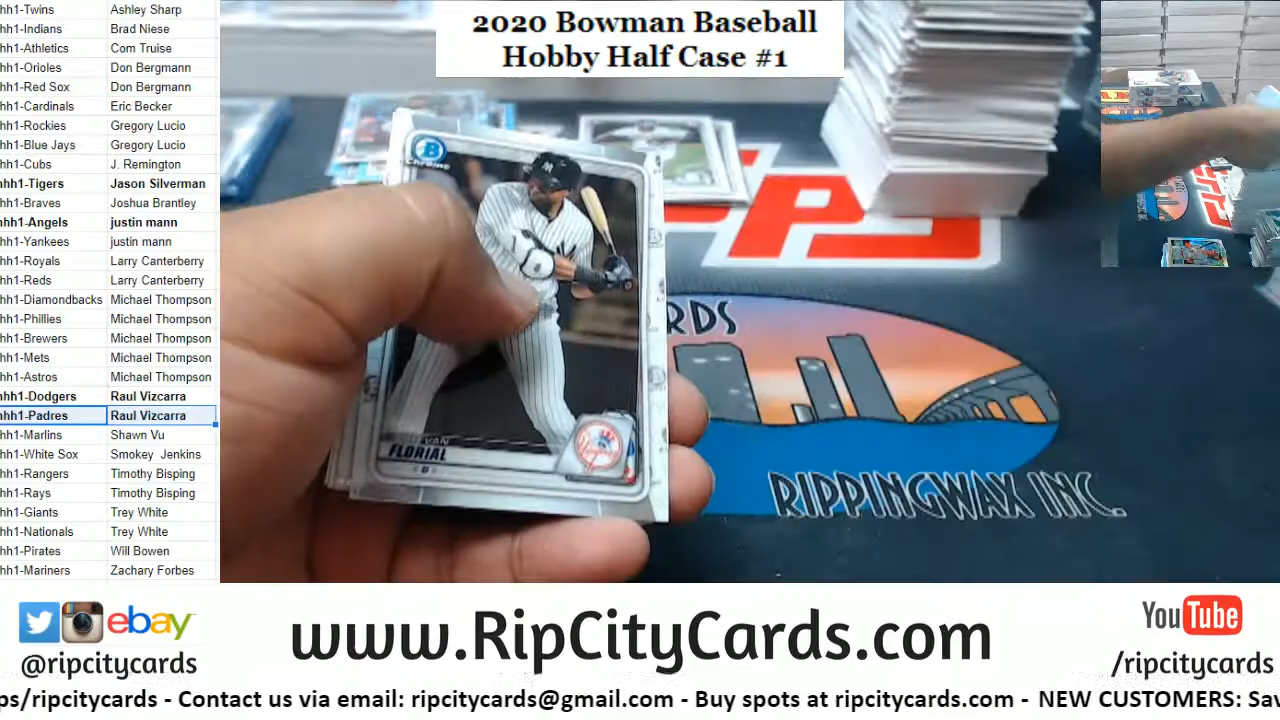 hh1-Twins Ashley Sharp
hh1-Indians Brad Niese
hh1-Athletics Com Truise
hh1-Orioles Don Bergmann
hh1-Red Sox Don Bergmann
hh1-Cardinals Eric Becker
hh1-Rockies Gregory Lucio
hh1-Blue Jays Gregory Lucio
hh1-Cubs J. Remington
hh1-Tigers Jason Silverman
hh1-Braves Joshua Brantley
hh1-Angels justin mann
hh1-Yankees justin mann
hh1-Royals Larry Canterberry
hh1-Reds Larry Canterberry
hh1-Diamondbacks Michael Thompson
hh1-Phillies Michael Thompson
hh1-Brewers Michael Thompson
hh1-Mets Michael Thompson
hh1-Astros Michael Thompson
hh1-Dodgers Raul Vizcarra
hh1-Padres Raul Vizcarra
hh1-Marlins Shawn Vu
hh1-White Sox Smokey Jenkins
hh1-Rangers Timothy Bisping
hh1-Rays Timothy Bisping
hh1-Giants Trey White
hh1-Nationals Trey White
hh1-Pirates Will Bowen
hh1-Mariners Zachary Forbes
2020 Bowman Baseball
Hobby Half Case #1
B
Chrome
FLORIAL
Yankees
RDS
RIPPINGWAX INC.
ebay
@ripcitycards
www.RipCityCards.com
YouTube
/ripcitycards
ps/ripcitycards - Contact us via email: ripcitycards@gmail.com - Buy spots at ripcitycards.com - NEW CUSTOMERS: Sav